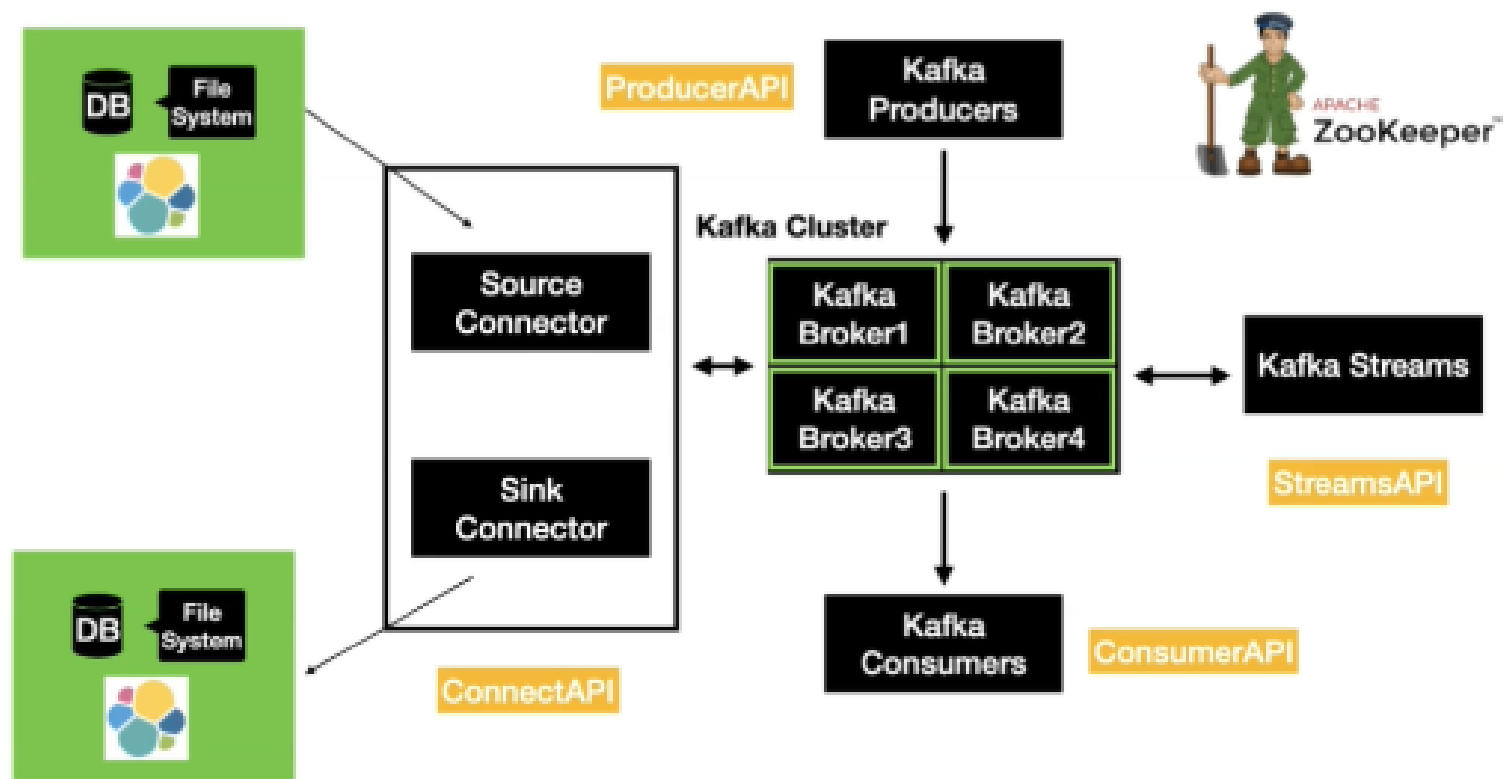 DB
File
System
ProducerAPI
Kafka
Producers
APACHE
ZooKeeper™
Kafka Cluster
Source
Connector
Kafka
Broker1
Kafka
Broker2
Kafka
Broker3
Kafka
Broker4
Kafka Streams
StreamsAPI
Sink
Connector
DB
File
System
ConnectAPI
Kafka
Consumers
ConsumerAPI